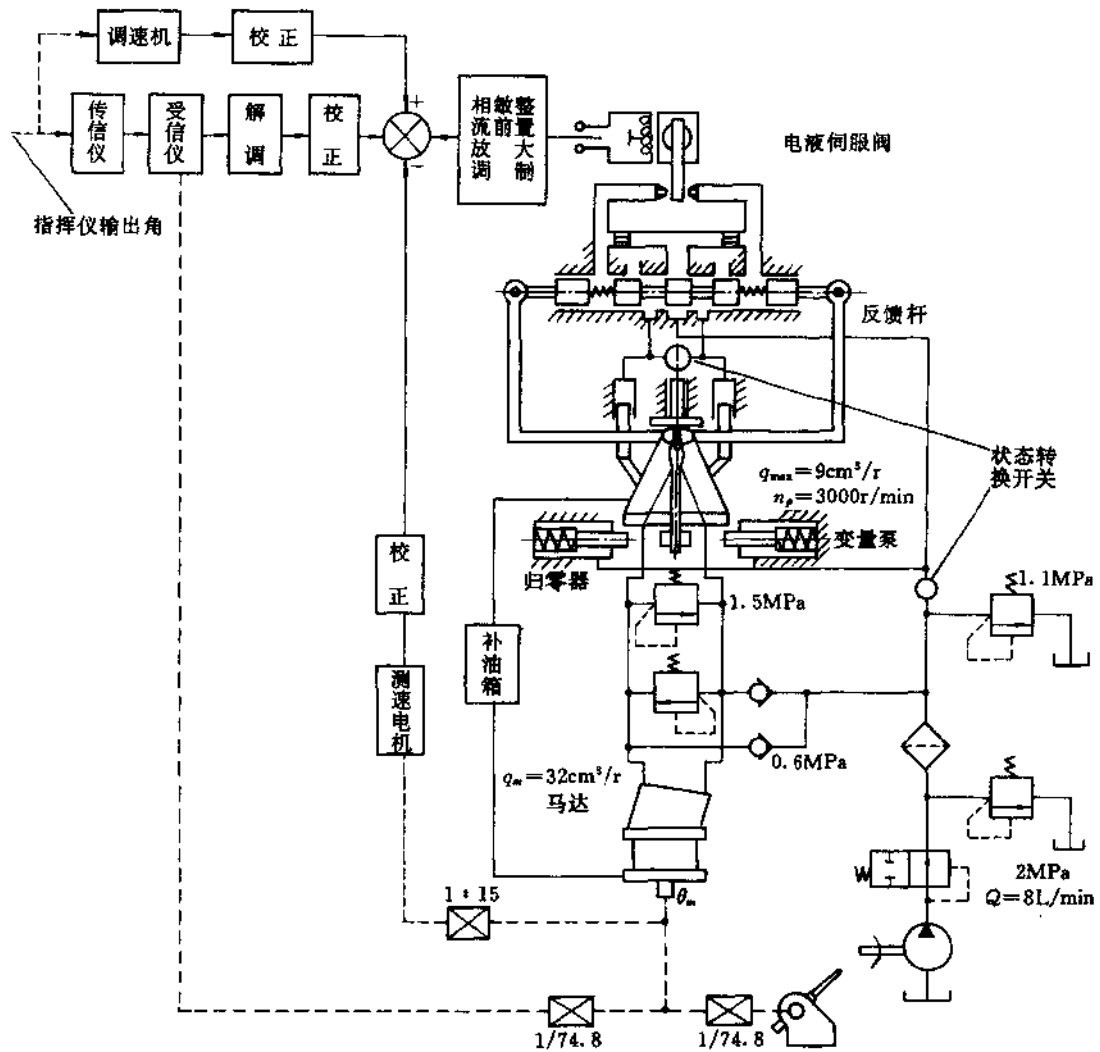 调速机
校正
传信仪
受信仪
解调
校正
+
-
相敏整
流前置
放大
调制
电液伺服阀
指挥仪输出角
反馈杆
状态转
换开关
q_max=9cm³/r
n_p=3000r/min
变量泵
归零器
校正
1.5MPa
1.1MPa
补油箱
测速电机
0.6MPa
q_m=32cm³/r
马达
2MPa
Q=8L/min
1:15
θ_m
1/74.8
1/74.8